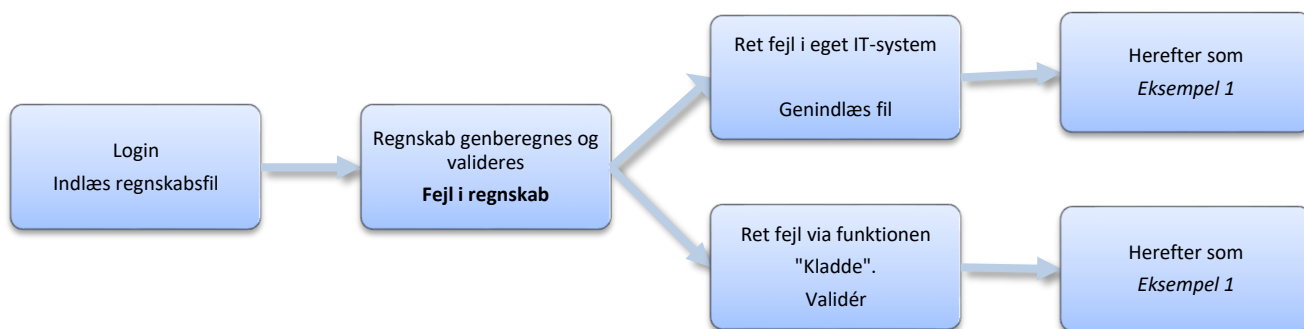 Login
Indlæs regnskabsfil
Regnskab genberegnes og
valideres
Fejl i regnskab
Ret fejl i eget IT-system
Genindlæs fil
Herefter som
Eksempel 1
Ret fejl via funktionen
"Kladde".
Validér
Herefter som
Eksempel 1